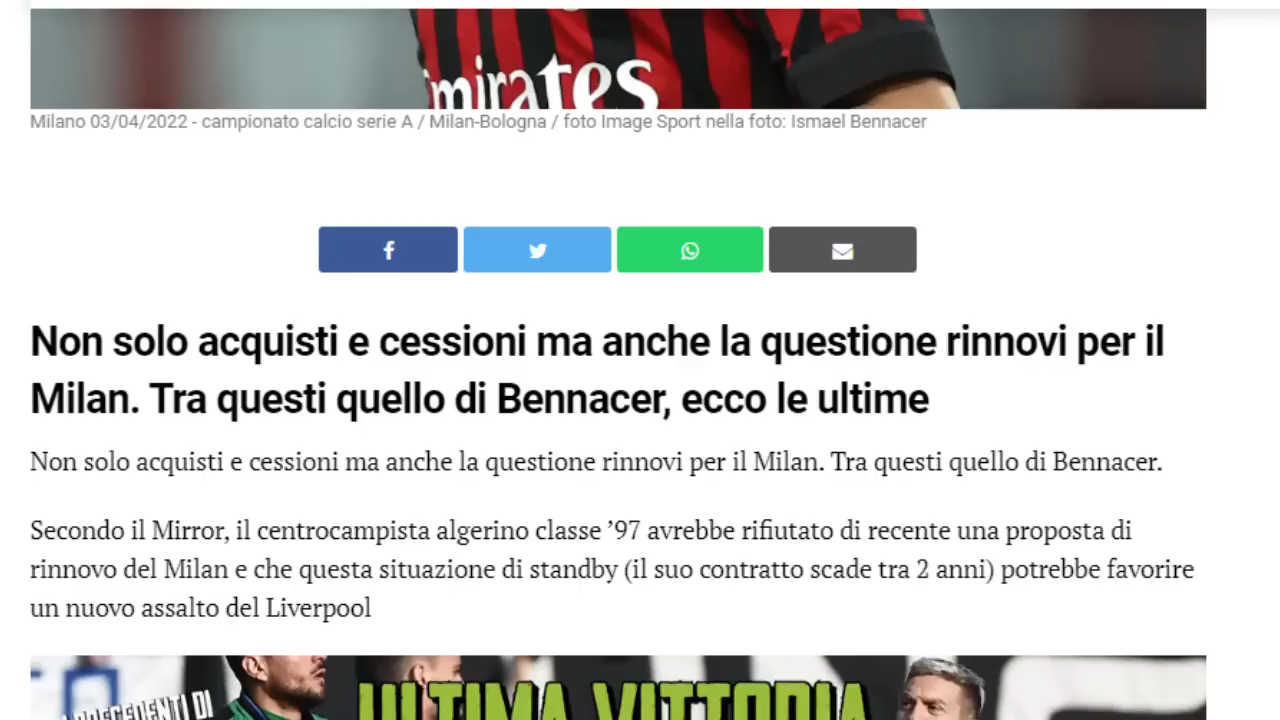 Emirates
Milano 03/04/2022 - campionato calcio serie A / Milan-Bologna / foto Image Sport nella foto: Ismael Bennacer
Non solo acquisti e cessioni ma anche la questione rinnovi per il
Milan. Tra questi quello di Bennacer, ecco le ultime
Non solo acquisti e cessioni ma anche la questione rinnovi per il Milan. Tra questi quello di Bennacer.
Secondo il Mirror, il centrocampista algerino classe ’97 avrebbe rifiutato di recente una proposta di
rinnovo del Milan e che questa situazione di standby (il suo contratto scade tra 2 anni) potrebbe favorire
un nuovo assalto del Liverpool
I PRECEDENTI DI
ULTIMA VITTORIA